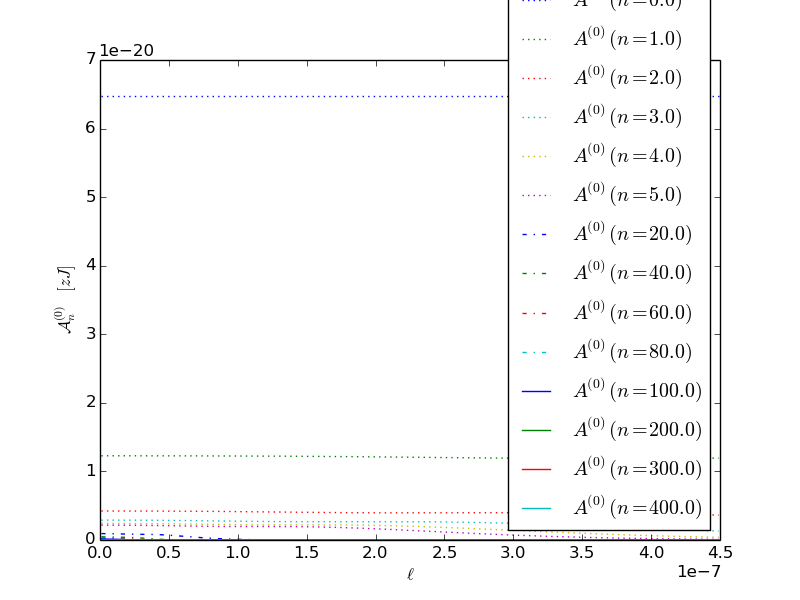 A^(0) (n=0.0)
A^(0) (n=1.0)
A^(0) (n=2.0)
A^(0) (n=3.0)
A^(0) (n=4.0)
A^(0) (n=5.0)
A^(0) (n=20.0)
A^(0) (n=40.0)
A^(0) (n=60.0)
A^(0) (n=80.0)
A^(0) (n=100.0)
A^(0) (n=200.0)
A^(0) (n=300.0)
A^(0) (n=400.0)
1e−20
7
6
5
4
3
2
1
0
𝒜_n^(0) [zJ]
0.0 0.5 1.0 1.5 2.0 2.5 3.0 3.5 4.0 4.5
1e−7
ℓ